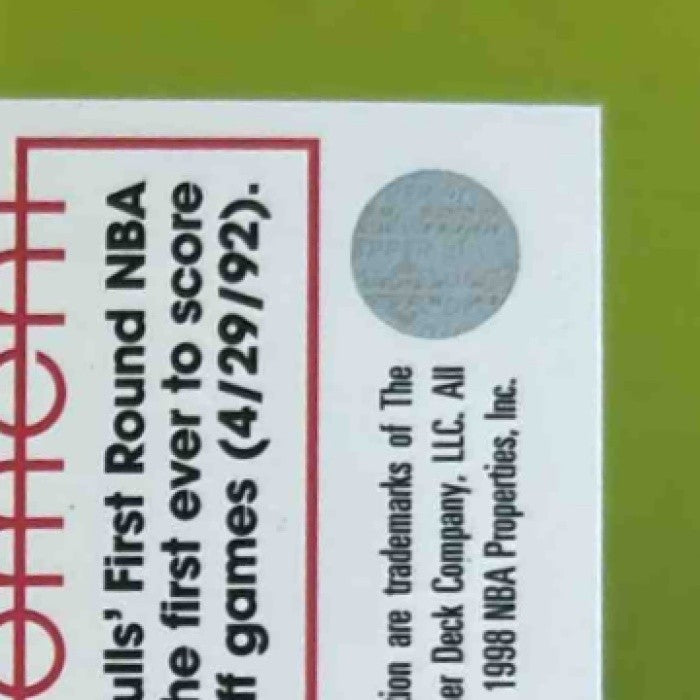 ement
ulls' First Round NBA
he first ever to score
ff games (4/29/92).
ion are trademarks of The
er Deck Company, LLC. All
1998 NBA Properties, Inc.